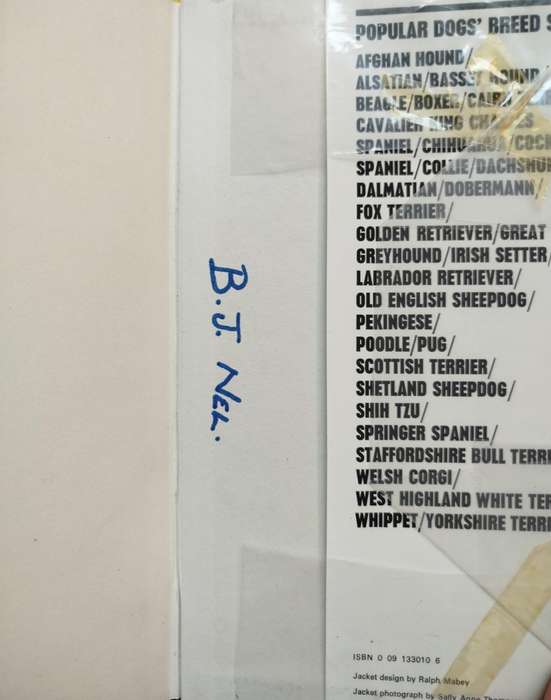 B.J. NEL.
POPULAR DOGS' BREED
AFGHAN HOUND/
ALSATIAN/BASSET HOUND/
BEAGLE/BOXER/CAIRN
CAVALIER KING CHARLES
SPANIEL/CHIHUAHUA/
SPANIEL/COLLIE/
DALMATIAN/DOBERMANN/
FOX TERRIER/
GOLDEN RETRIEVER/GREAT
GREYHOUND/IRISH SETTER/
LABRADOR RETRIEVER/
OLD ENGLISH SHEEPDOG/
PEKINGESE/
POODLE/PUG/
SCOTTISH TERRIER/
SHETLAND SHEEPDOG/
SHIH TZU/
SPRINGER SPANIEL/
STAFFORDSHIRE BULL
WELSH CORGI/
WEST HIGHLAND WHITE
WHIPPET/YORKSHIRE
ISBN 0 09 133010 6
Jacket design by Ralph Mabey
Jacket photograph by Sally Anne